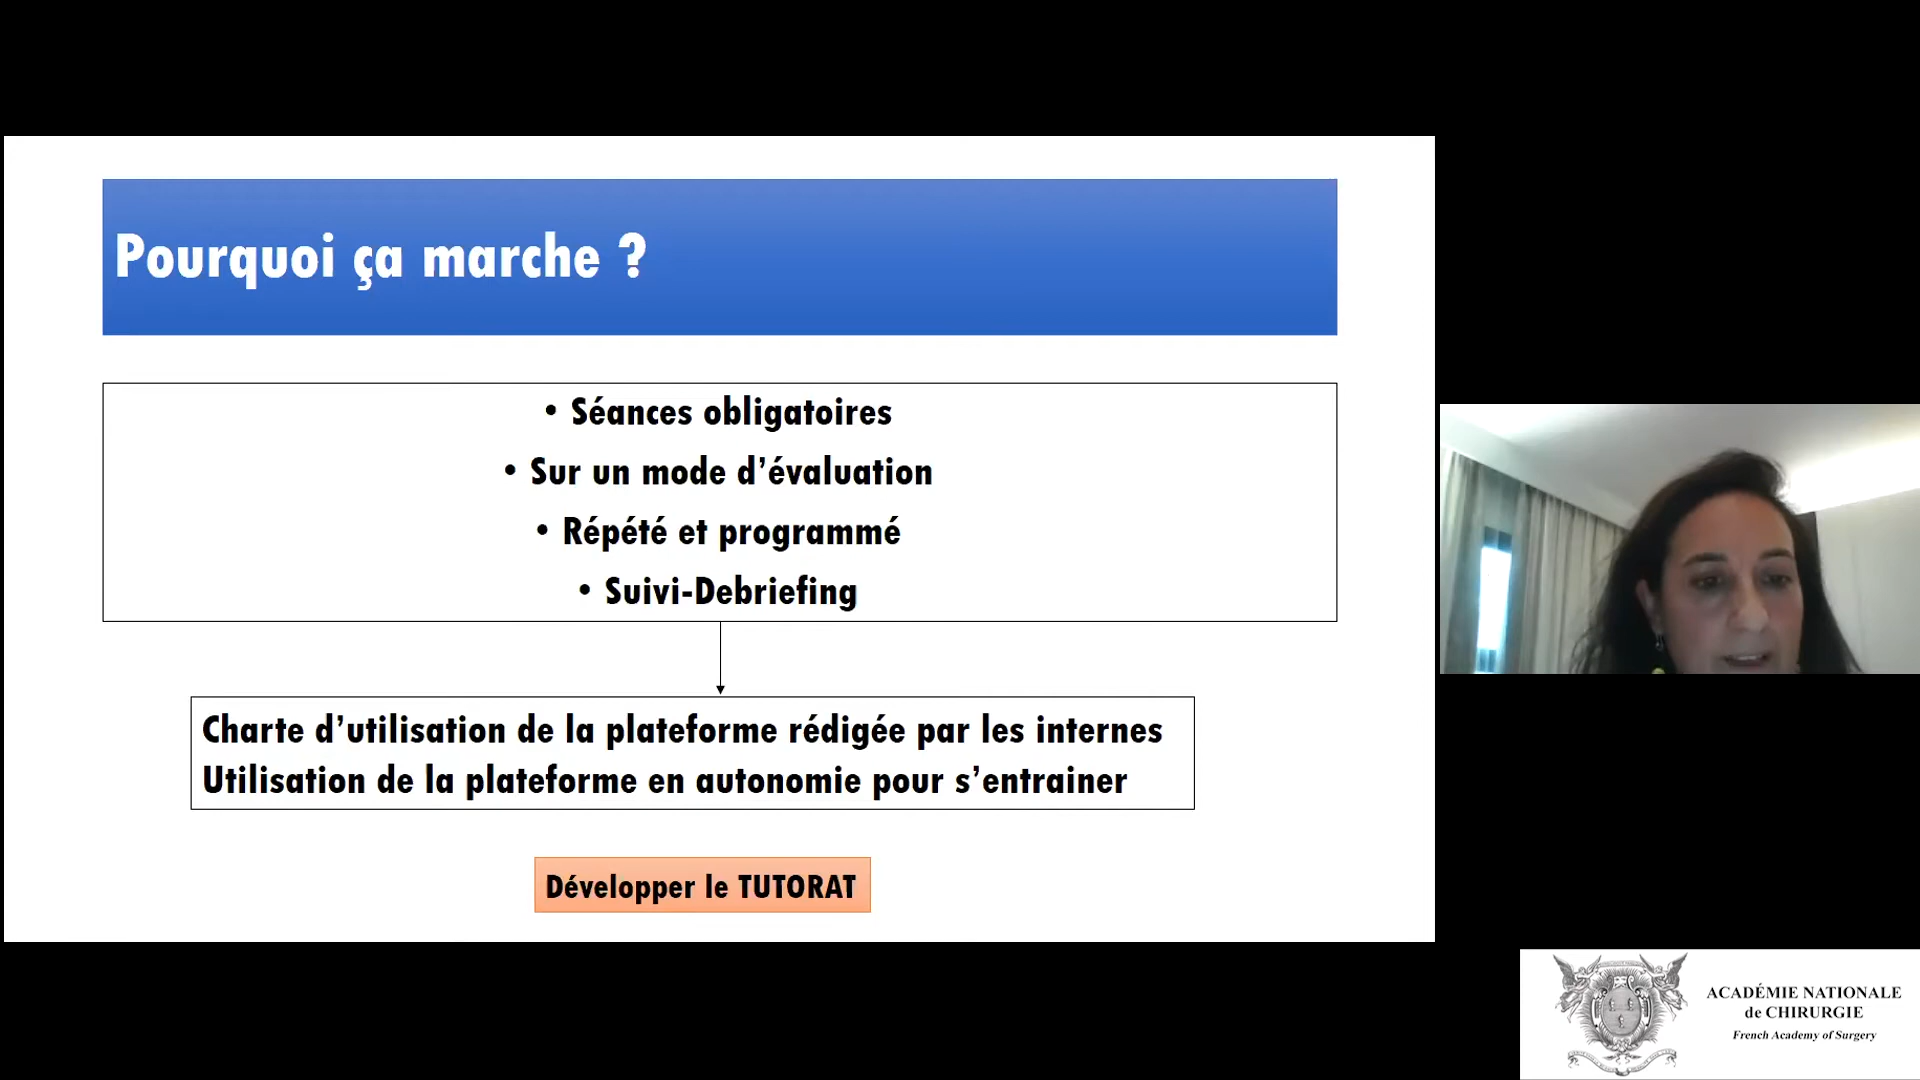 Pourquoi ça marche ?
• Séances obligatoires
• Sur un mode d’évaluation
• Répété et programmé
• Suivi-Debriefing
Charte d’utilisation de la plateforme rédigée par les internes
Utilisation de la plateforme en autonomie pour s’entrainer
Développer le TUTORAT
ACADÉMIE NATIONALE
de CHIRURGIE
French Academy of Surgery